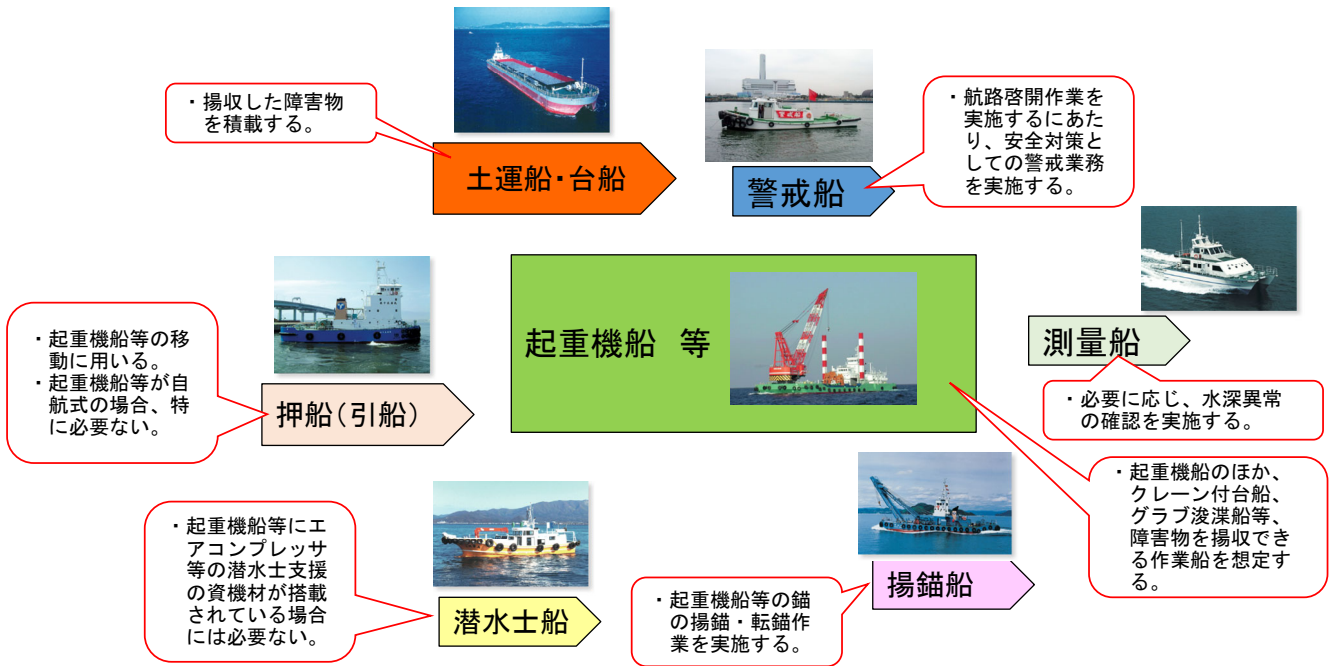 ・揚収した障害物
を積載する。
土運船・台船
警戒船
警戒船
・航路啓開作業を
実施するにあた
り、安全対策と
しての警戒業務
を実施する。
・起重機船等の移
動に用いる。
・起重機船等が自
航式の場合、特
に必要ない。
押船(引船)
起重機船 等
測量船
・必要に応じ、水深異常
の確認を実施する。
・起重機船のほか、
クレーン付台船、
グラブ浚渫船等、
障害物を揚収でき
る作業船を想定す
る。
・起重機船等にエ
アコンプレッサ
等の潜水士支援
の資機材が搭載
されている場合
には必要ない。
潜水士船
・起重機船等の錨
の揚錨・転錨作
業を実施する。
揚錨船